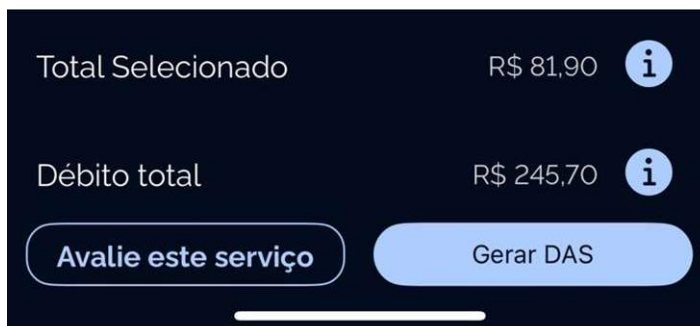 Total Selecionado R$ 81,90 i
Débito total R$ 245,70 i
Avalie este serviço Gerar DAS